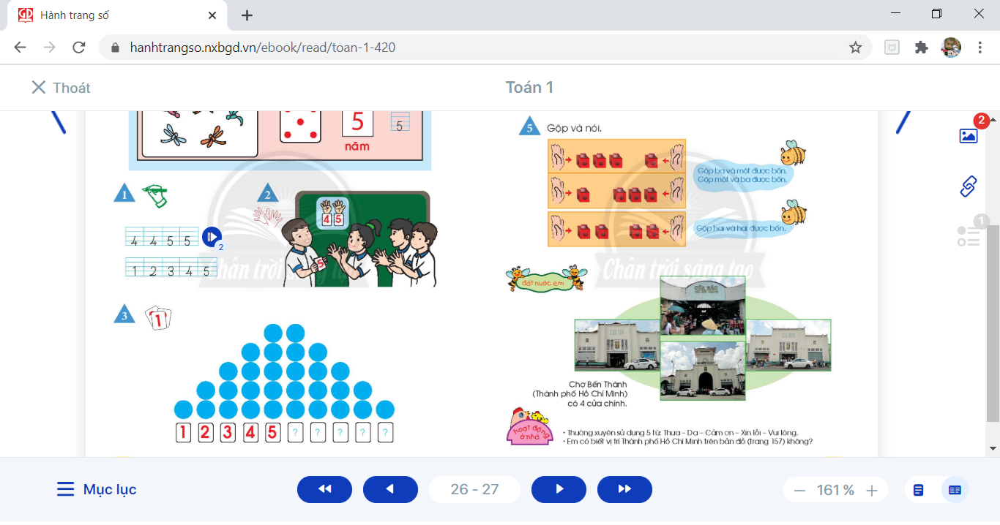 Hành trang số
hanhtrangso.nxbgd.vn/ebook/read/toan-1-420
Thoát
Toán 1
5
5
năm
1
2
4 5
5
4 4 5 5
2
1 2 3 4 5
Chân trời sáng tạo
3
1
1 2 3 4 5 ? ? ? ? ?
5 Gộp và nói.
Gộp ba và một được bốn.
Gộp một và ba được bốn.
Gộp hai và hai được bốn.
Chân trời sáng tạo
đất nước em
CỬA BẮC
Chợ Bến Thành
(Thành phố Hồ Chí Minh)
có 4 cửa chính.
hoạt động
ở nhà
• Thường xuyên sử dụng 5 từ: Thưa – Dạ – Cảm ơn – Xin lỗi – Vui lòng.
• Em có biết vị trí Thành phố Hồ Chí Minh trên bản đồ (trang 157) không?
2
1
Mục lục
26 - 27
161 %